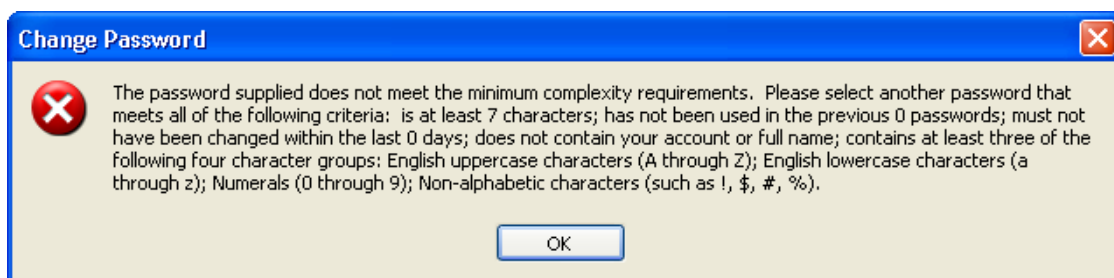 Change Password
The password supplied does not meet the minimum complexity requirements.  Please select another password that
meets all of the following criteria:  is at least 7 characters; has not been used in the previous 0 passwords; must not
have been changed within the last 0 days; does not contain your account or full name; contains at least three of the
following four character groups: English uppercase characters (A through Z); English lowercase characters (a
through z); Numerals (0 through 9); Non-alphabetic characters (such as !, $, #, %).
OK